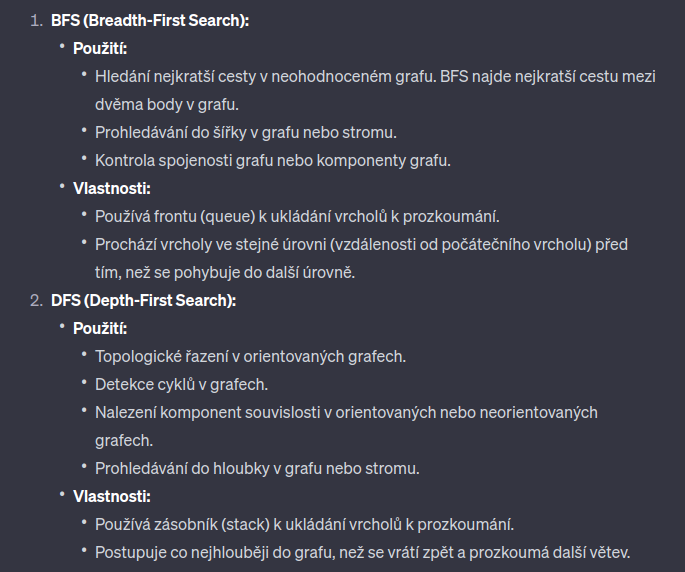 1. BFS (Breadth-First Search):
• Použití:
• Hledání nejkratší cesty v neohodnoceném grafu. BFS najde nejkratší cestu mezi
dvěma body v grafu.
• Prohledávání do šířky v grafu nebo stromu.
• Kontrola spojenosti grafu nebo komponenty grafu.
• Vlastnosti:
• Používá frontu (queue) k ukládání vrcholů k prozkoumání.
• Prochází vrcholy ve stejné úrovni (vzdálenosti od počátečního vrcholu) před
tím, než se pohybuje do další úrovně.
2. DFS (Depth-First Search):
• Použití:
• Topologické řazení v orientovaných grafech.
• Detekce cyklů v grafech.
• Nalezení komponent souvislosti v orientovaných nebo neorientovaných
grafech.
• Prohledávání do hloubky v grafu nebo stromu.
• Vlastnosti:
• Používá zásobník (stack) k ukládání vrcholů k prozkoumání.
• Postupuje co nejhlouběji do grafu, než se vrátí zpět a prozkoumá další větev.